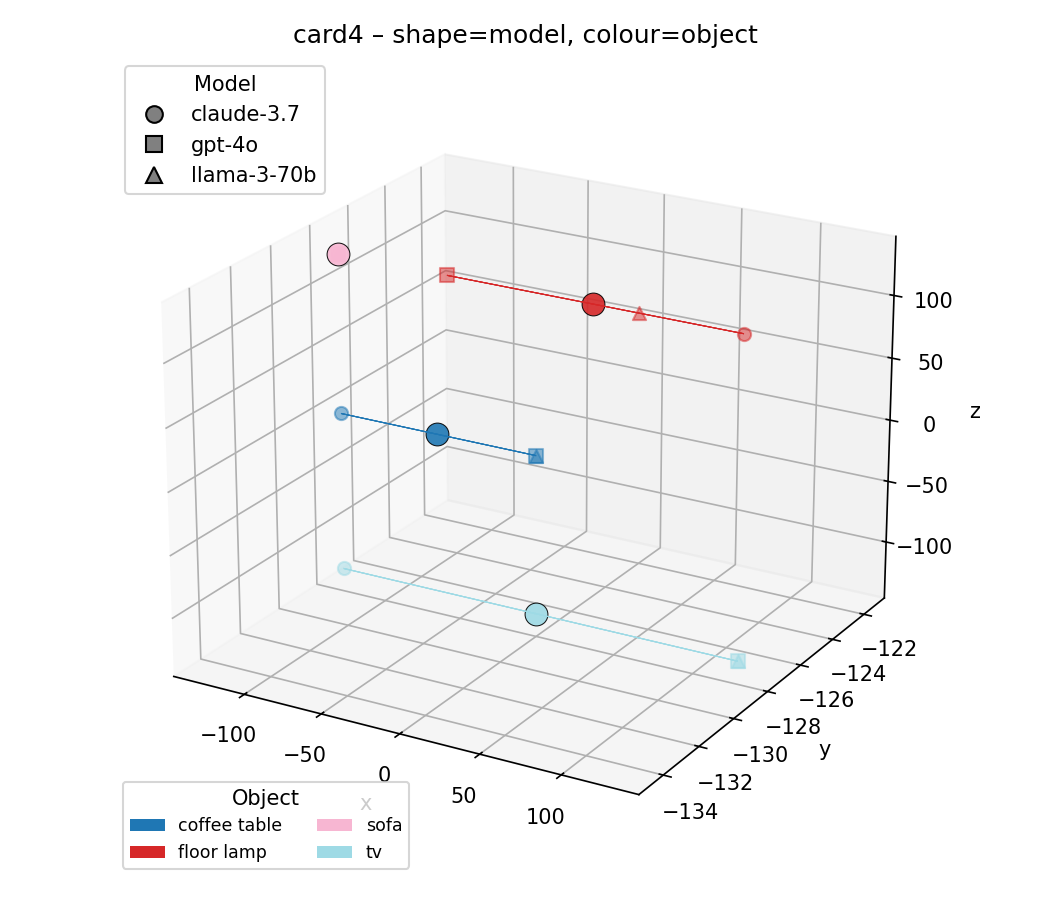 card4 – shape=model, colour=object
Model
claude-3.7
gpt-4o
llama-3-70b
100
50
0
−50
−100
z
−122
−124
−126
−128
−130
−132
−134
y
−100
−50
0
50
100
x
Object
coffee table
floor lamp
sofa
tv